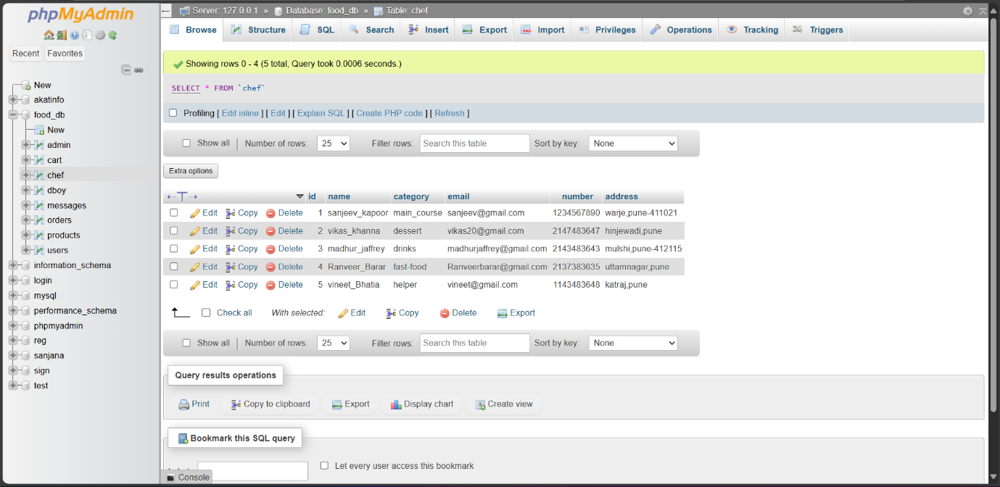 phpMyAdmin
Recent Favorites
New
akatinfo
food_db
New
admin
cart
chef
dboy
messages
orders
products
users
information_schema
login
mysql
performance_schema
phpmyadmin
reg
sanjana
sign
test
Server: 127.0.0.1 » Database: food_db » Table: chef
Browse Structure SQL Search Insert Export Import Privileges Operations Tracking Triggers
Showing rows 0 - 4 (5 total, Query took 0.0006 seconds.)
SELECT * FROM `chef`
Profiling [ Edit inline ] [ Edit ] [ Explain SQL ] [ Create PHP code ] [ Refresh ]
Show all | Number of rows: 25 Filter rows: Search this table Sort by key: None
Extra options
←T→ id name category email number address
Edit Copy Delete 1 sanjeev_kapoor main_course sanjeev@gmail.com 1234567890 warje,pune-411021
Edit Copy Delete 2 vikas_khanna dessert vikas20@gmail.com 2147483647 hinjewadi,pune
Edit Copy Delete 3 madhur_jaffrey drinks madhurjaffrey@gmail.com 2143483643 mulshi,pune-412115
Edit Copy Delete 4 Ranveer_Barar fast-food Ranveerbarar@gmail.com 2137383635 uttamnagar,pune
Edit Copy Delete 5 vineet_Bhatia helper vineet@gmail.com 1143483648 katraj,pune
Check all With selected: Edit Copy Delete Export
Show all | Number of rows: 25 Filter rows: Search this table Sort by key: None
Query results operations
Print Copy to clipboard Export Display chart Create view
Bookmark this SQL query
Let every user access this bookmark
Console